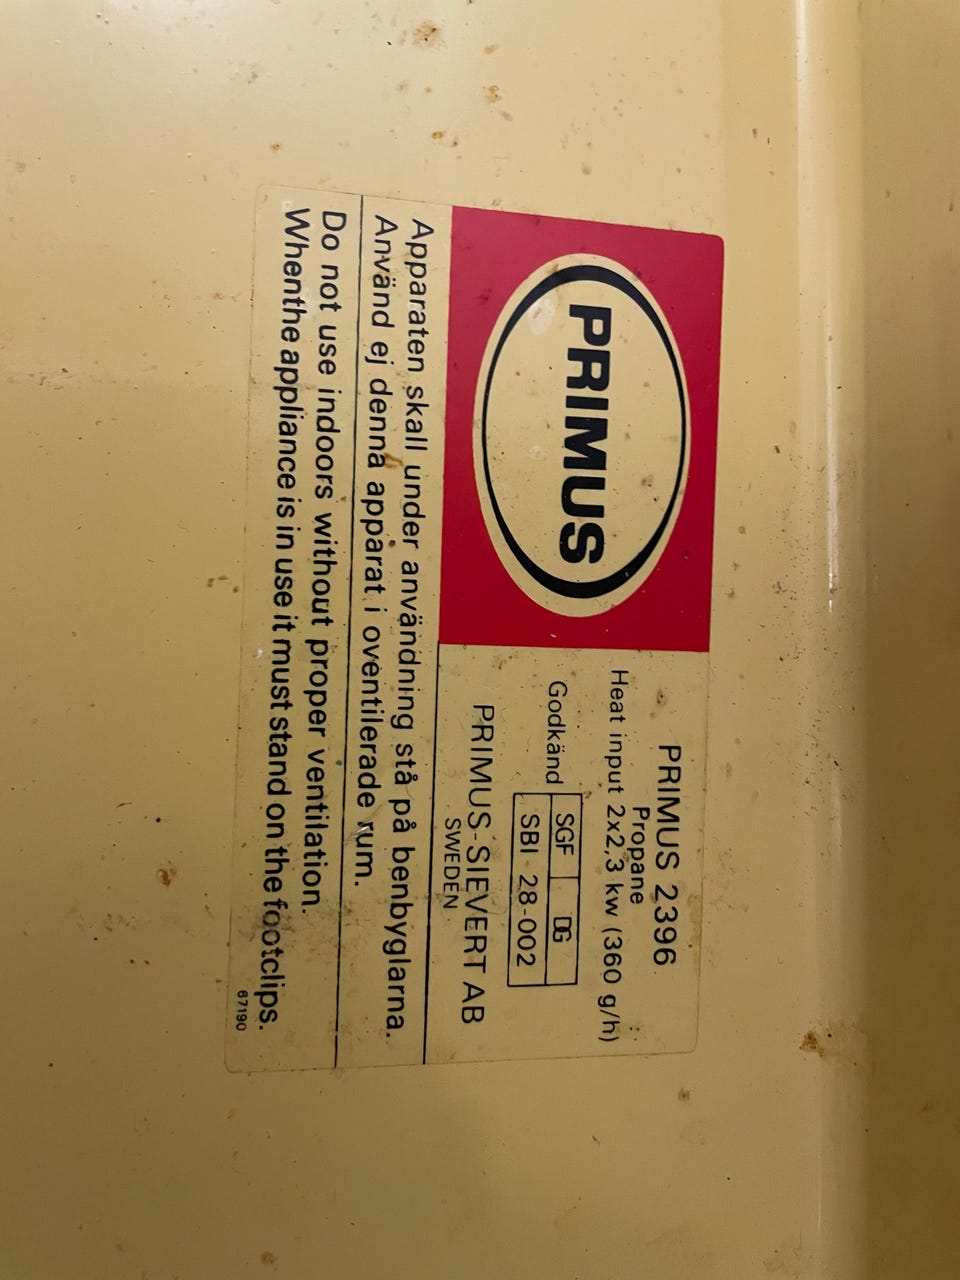 PRIMUS
PRIMUS 2396
Propane
Heat input 2x2,3 kw (360 g/h)
Godkänd
SGF DG
SBI 28-002
PRIMUS-SIEVERT AB
SWEDEN
Apparaten skall under användning stå på benbyglarna.
Använd ej denna apparat i oventilerade rum.
Do not use indoors without proper ventilation.
Whenthe appliance is in use it must stand on the footclips.
67190